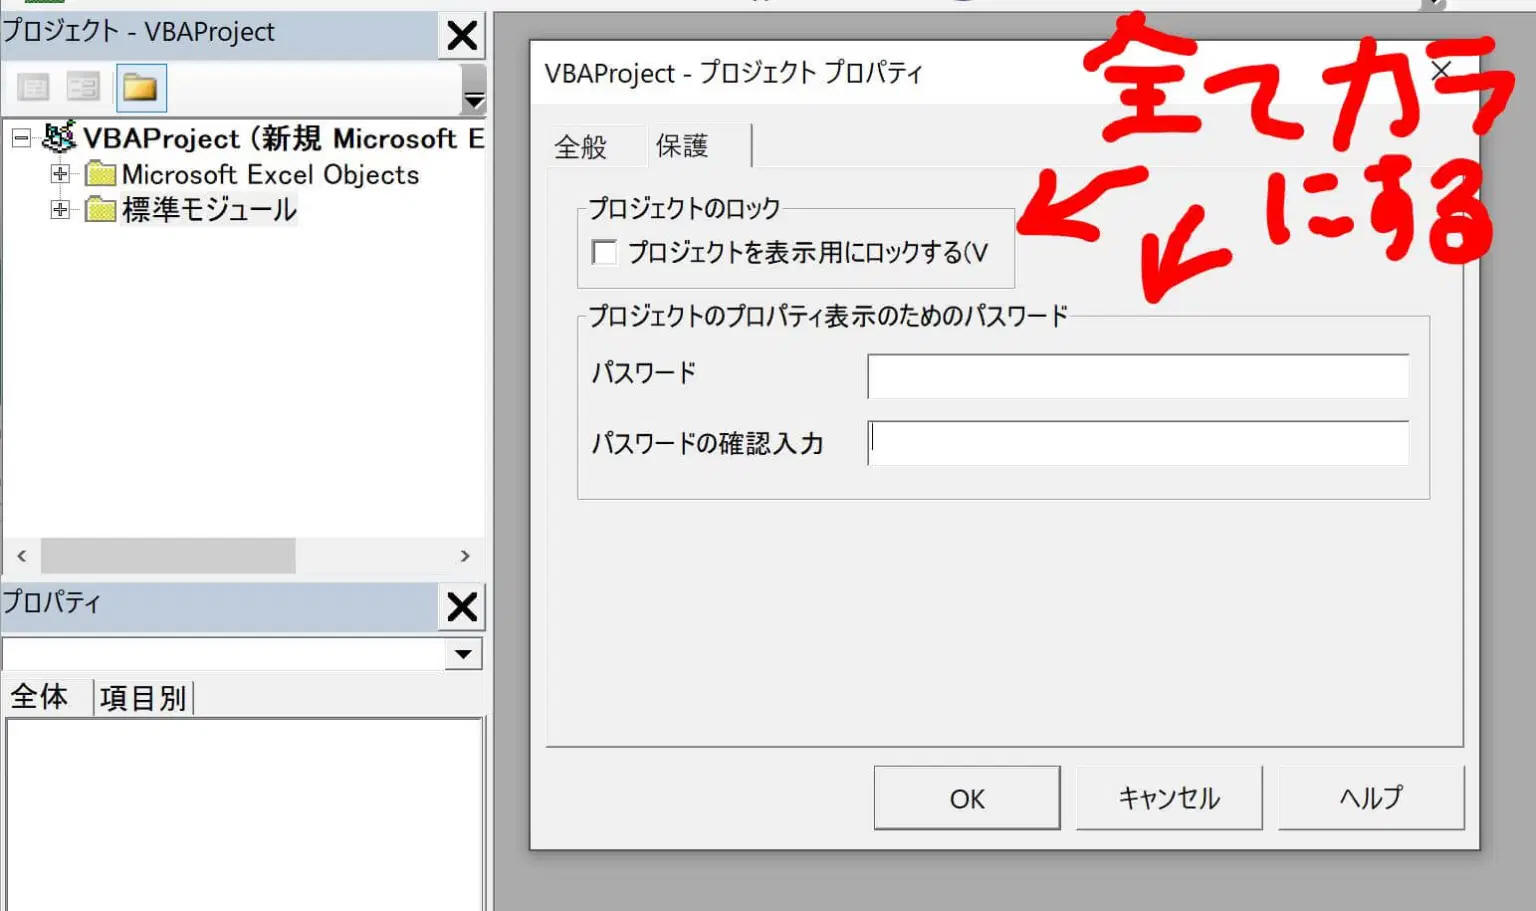 プロジェクト - VBAProject
VBAProject (新規 Microsoft E
Microsoft Excel Objects
標準モジュール
プロパティ
全体
項目別
VBAProject - プロジェクト プロパティ
全てカラ
にする
全般
保護
プロジェクトのロック
プロジェクトを表示用にロックする(V
プロジェクトのプロパティ表示のためのパスワード
パスワード
パスワードの確認入力
OK
キャンセル
ヘルプ